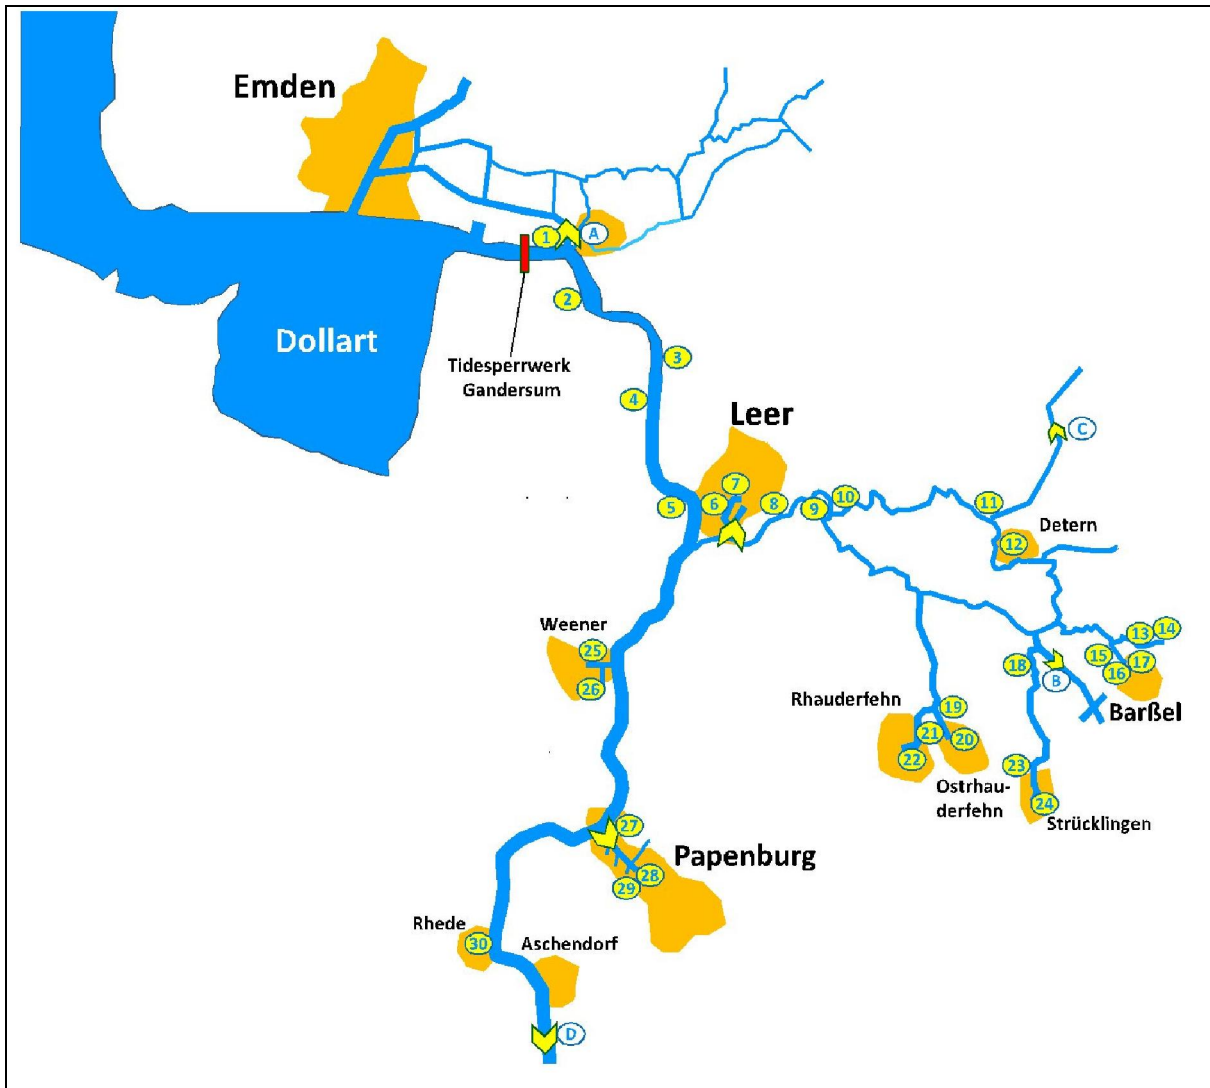 Emden
1
A
2
Dollart
Tidesperrwerk
Gandersum
3
4
Leer
C
7
5
6
8
9
10
11
12
Detern
Weener
25
26
13
14
15
16
17
18
B
Barßel
Rhauderfehn
19
20
21
22
Ostrhau-
derfehn
23
24
Strücklingen
27
Papenburg
28
29
Rhede
30
Aschendorf
D